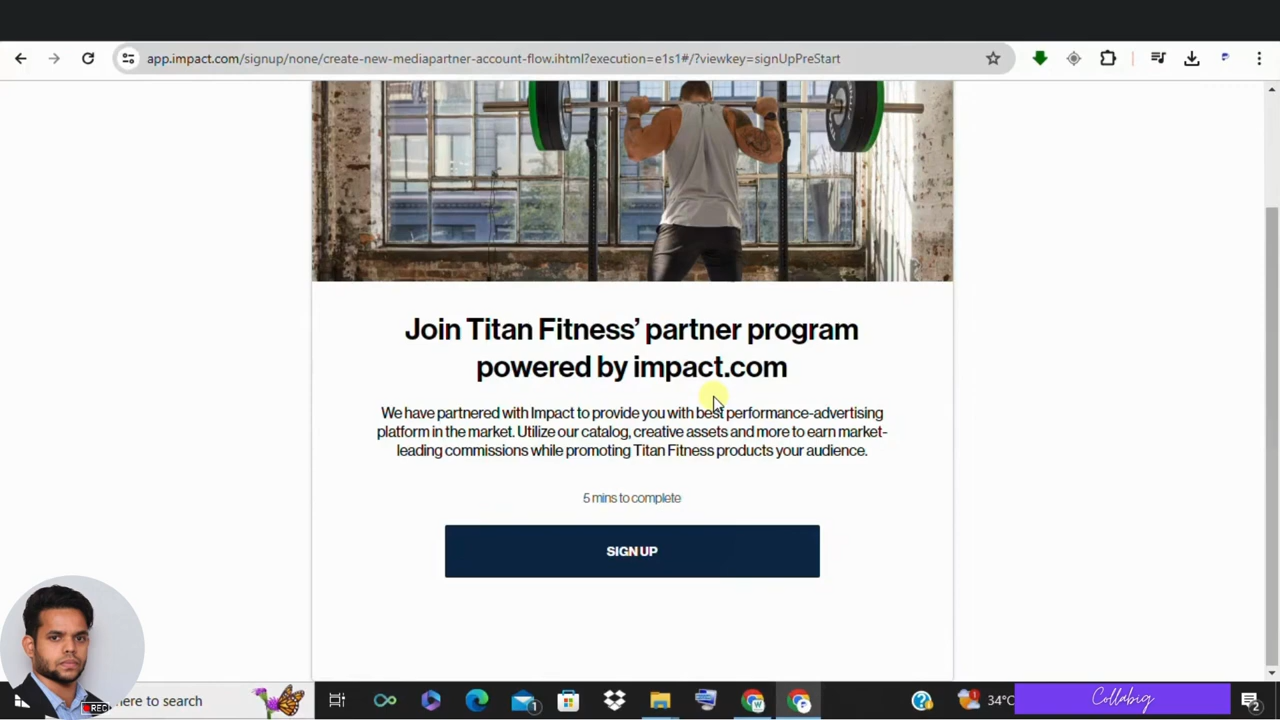 app.impact.com/signup/none/create-new-mediapartner-account-flow.ihtml?execution=e1s1#/?viewkey=signUpPreStart
Join Titan Fitness’ partner program
powered by impact.com
We have partnered with Impact to provide you with best performance-advertising
platform in the market. Utilize our catalog, creative assets and more to earn market-
leading commissions while promoting Titan Fitness products your audience.
5 mins to complete
SIGN UP
REC
here to search
1
34°C
Collabig
2